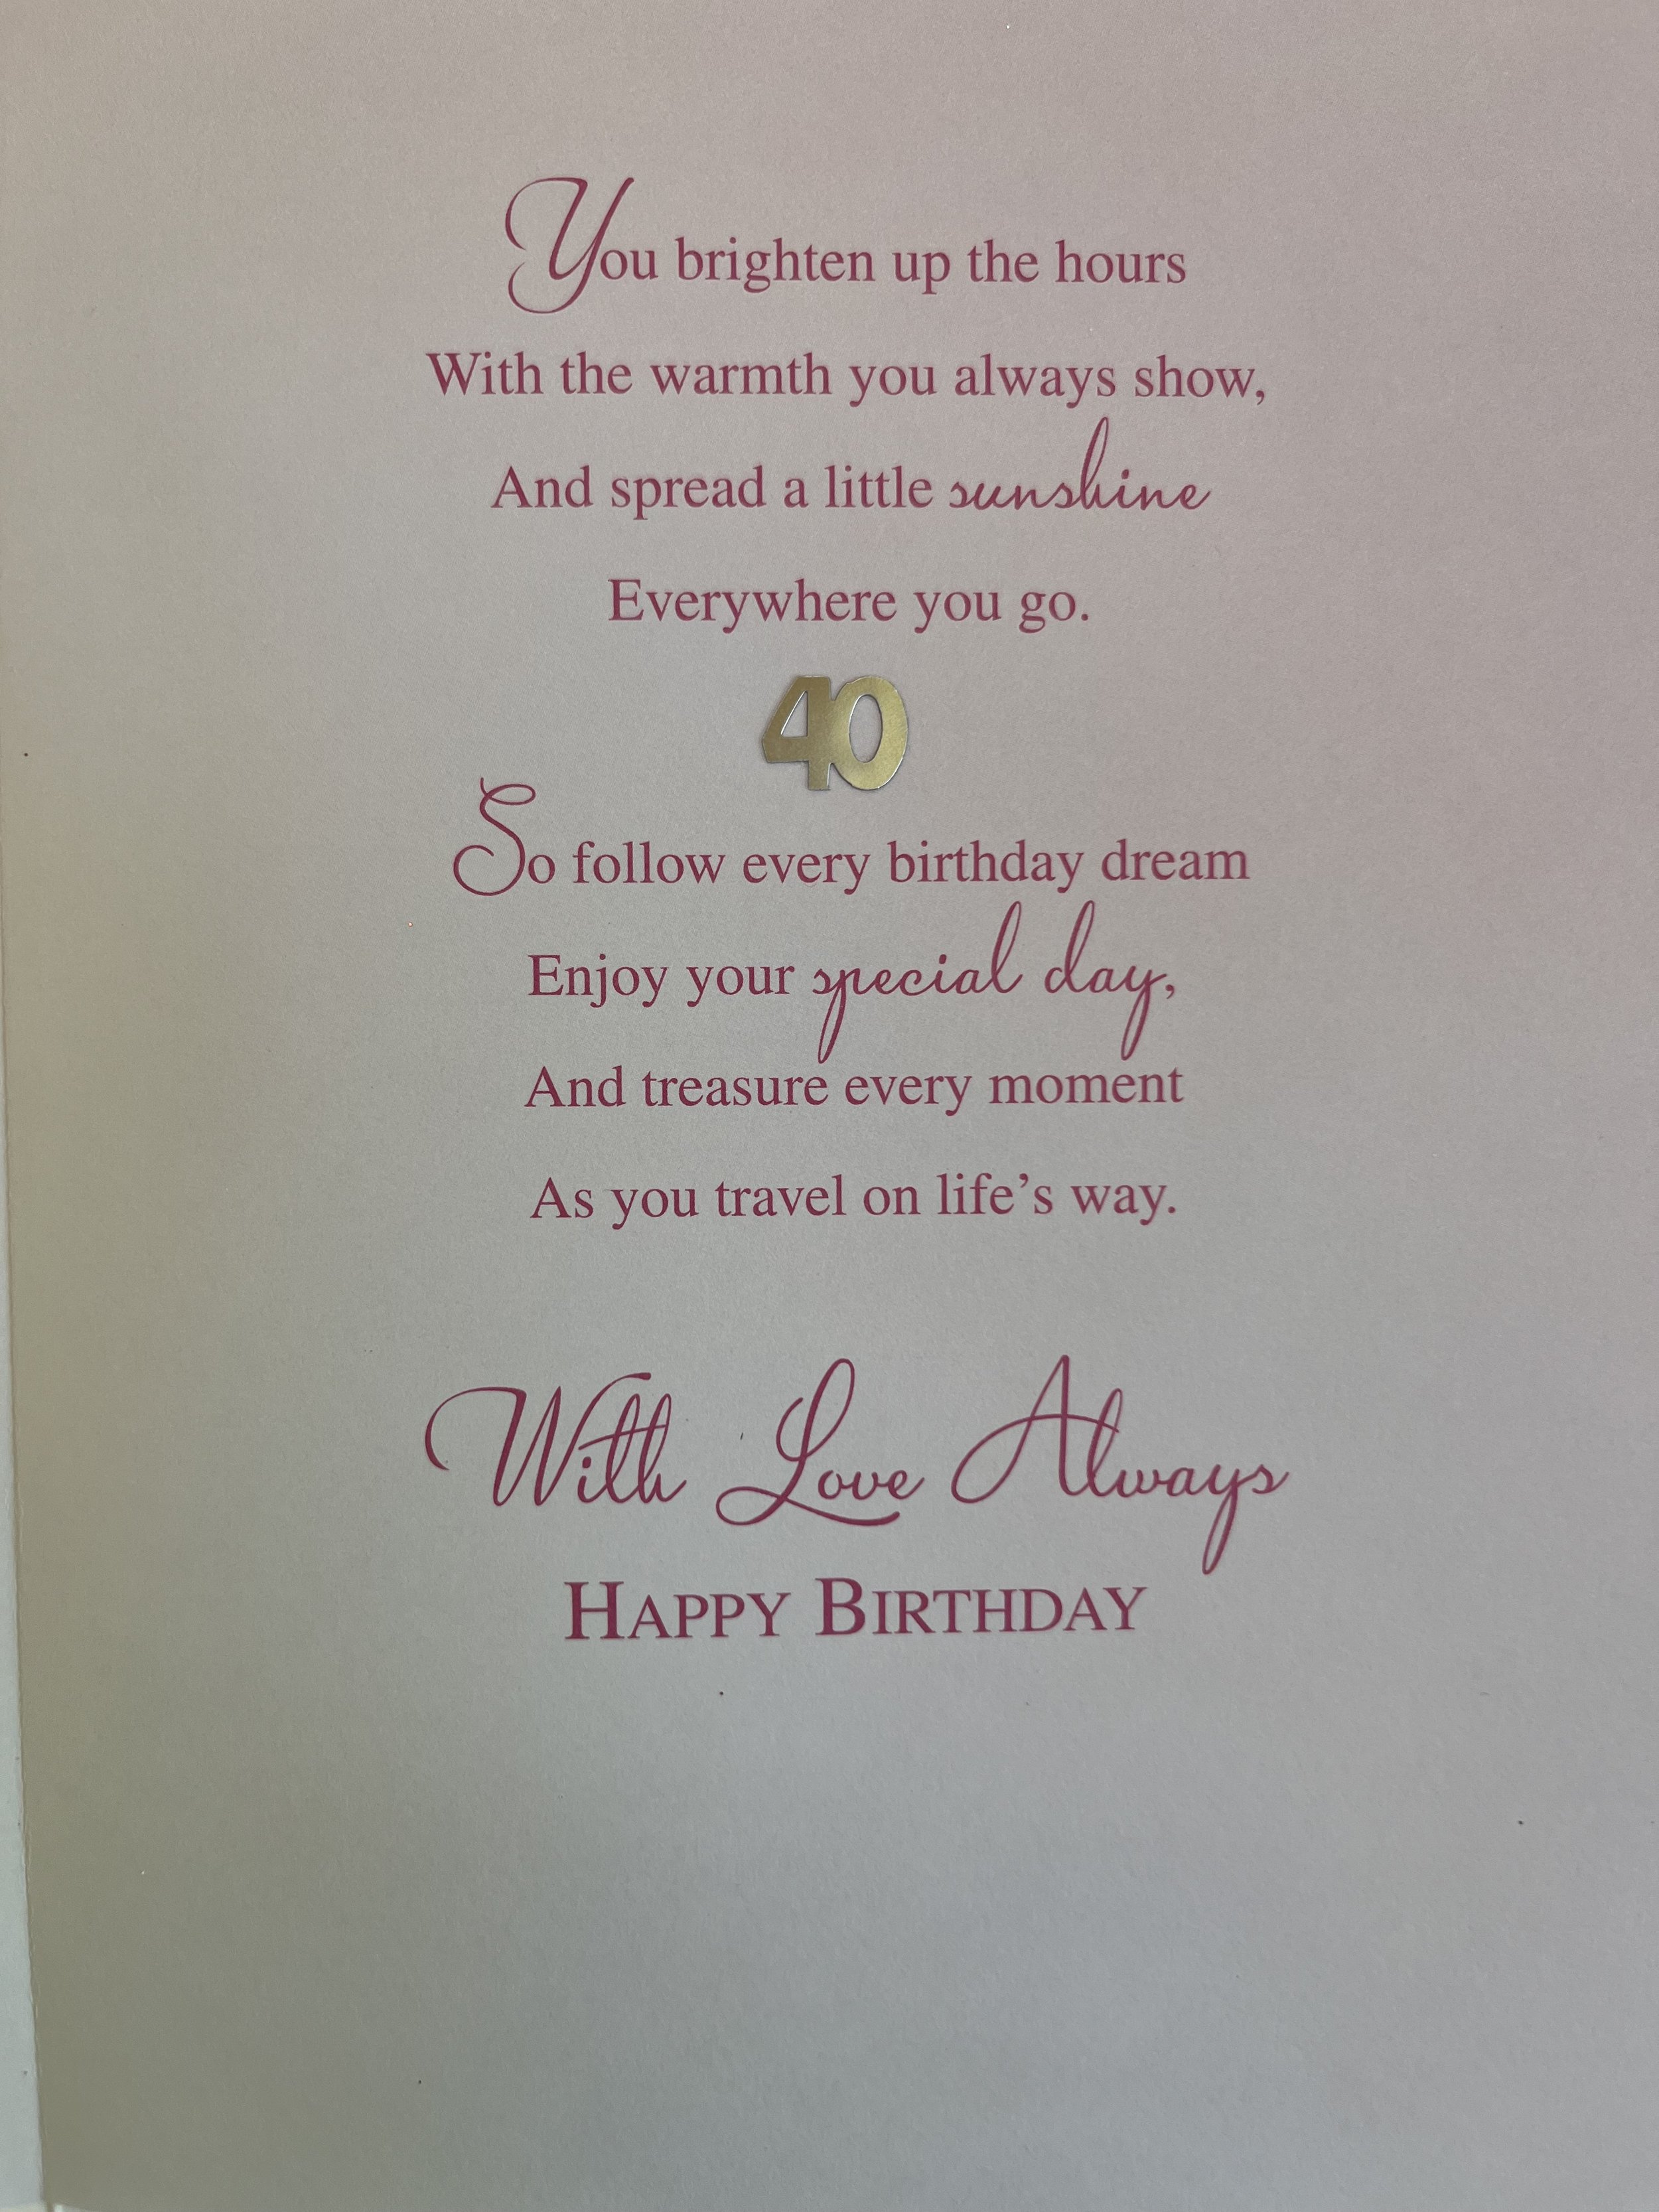 You brighten up the hours
With the warmth you always show,
And spread a little sunshine
Everywhere you go.
40
So follow every birthday dream
Enjoy your special day,
And treasure every moment
As you travel on life’s way.
With Love Always
HAPPY BIRTHDAY